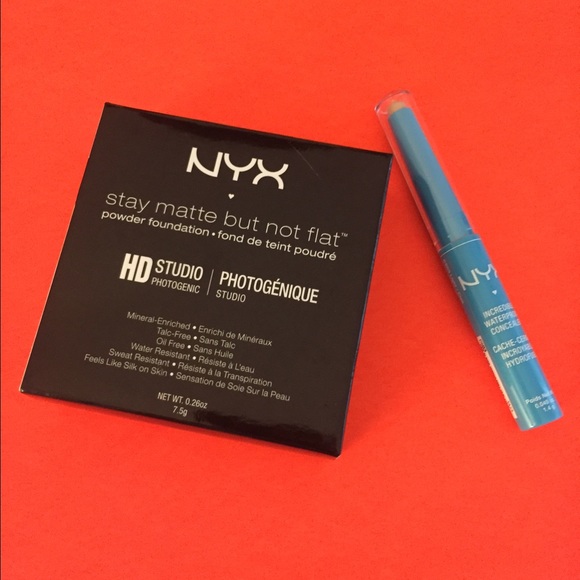 NYX
stay matte but not flat™
powder foundation • fond de teint poudré
HD STUDIO PHOTOGENIC | PHOTOGÉNIQUE STUDIO
Mineral-Enriched • Enrichi de Minéraux
Talc-Free • Sans Talc
Oil Free • Sans Huile
Water Resistant • Résiste à L'eau
Sweat Resistant • Résiste à la Transpiration
Feels Like Silk on Skin • Sensation de Soie Sur la Peau
NET WT. 0.26oz
7.5g
NYX